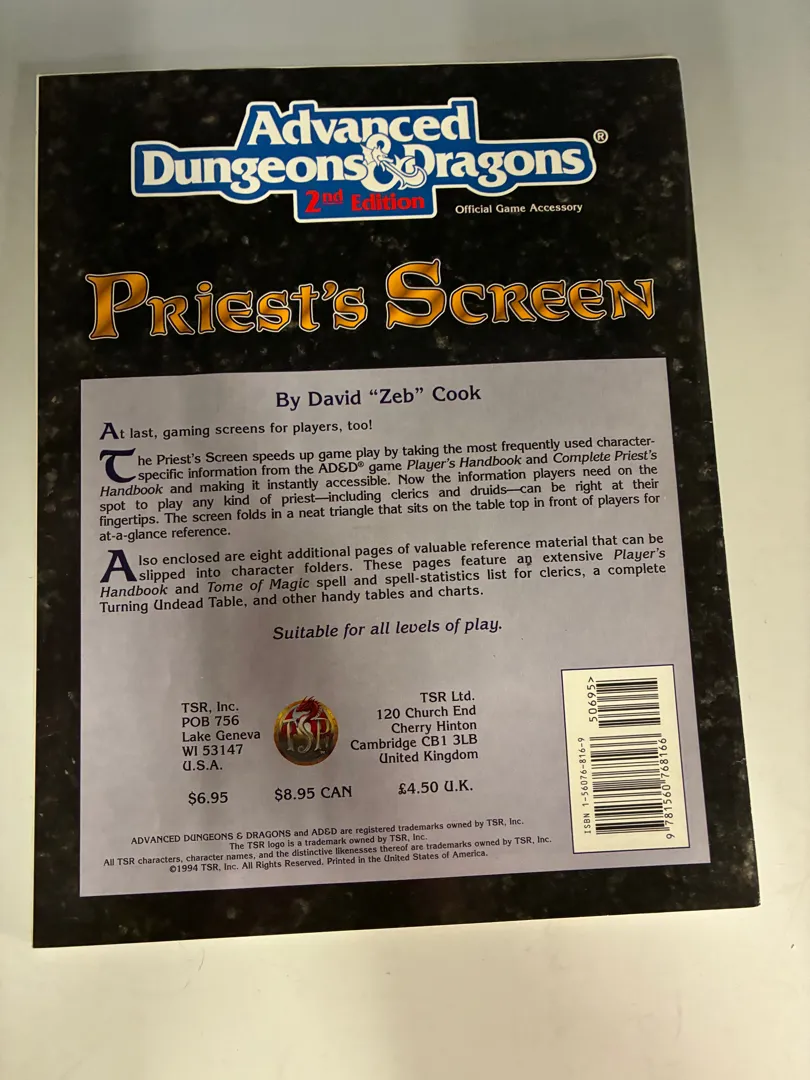 Advanced
Dungeons & Dragons®
2nd Edition
Official Game Accessory
Priest's Screen
By David "Zeb" Cook
At last, gaming screens for players, too!
The Priest's Screen speeds up game play by taking the most frequently used character-
specific information from the AD&D® game Player's Handbook and Complete Priest's
Handbook and making it instantly accessible. Now the information players need on the
spot to play any kind of priest—including clerics and druids—can be right at their
fingertips. The screen folds in a neat triangle that sits on the table top in front of players for
at-a-glance reference.
Also enclosed are eight additional pages of valuable reference material that can be
slipped into character folders. These pages feature an extensive Player's
Handbook and Tome of Magic spell and spell-statistics list for clerics, a complete
Turning Undead Table, and other handy tables and charts.
Suitable for all levels of play.
TSR, Inc.
POB 756
Lake Geneva
WI 53147
U.S.A.
$6.95
TSR
$8.95 CAN
TSR Ltd.
120 Church End
Cherry Hinton
Cambridge CB1 3LB
United Kingdom
£4.50 U.K.
ISBN 1-56076-816-9
50695>
9 781560 768166
ADVANCED DUNGEONS & DRAGONS and AD&D are registered trademarks owned by TSR, Inc.
The TSR logo is a trademark owned by TSR, Inc.
All TSR characters, character names, and the distinctive likenesses thereof are trademarks owned by TSR, Inc.
©1994 TSR, Inc. All Rights Reserved. Printed in the United States of America.